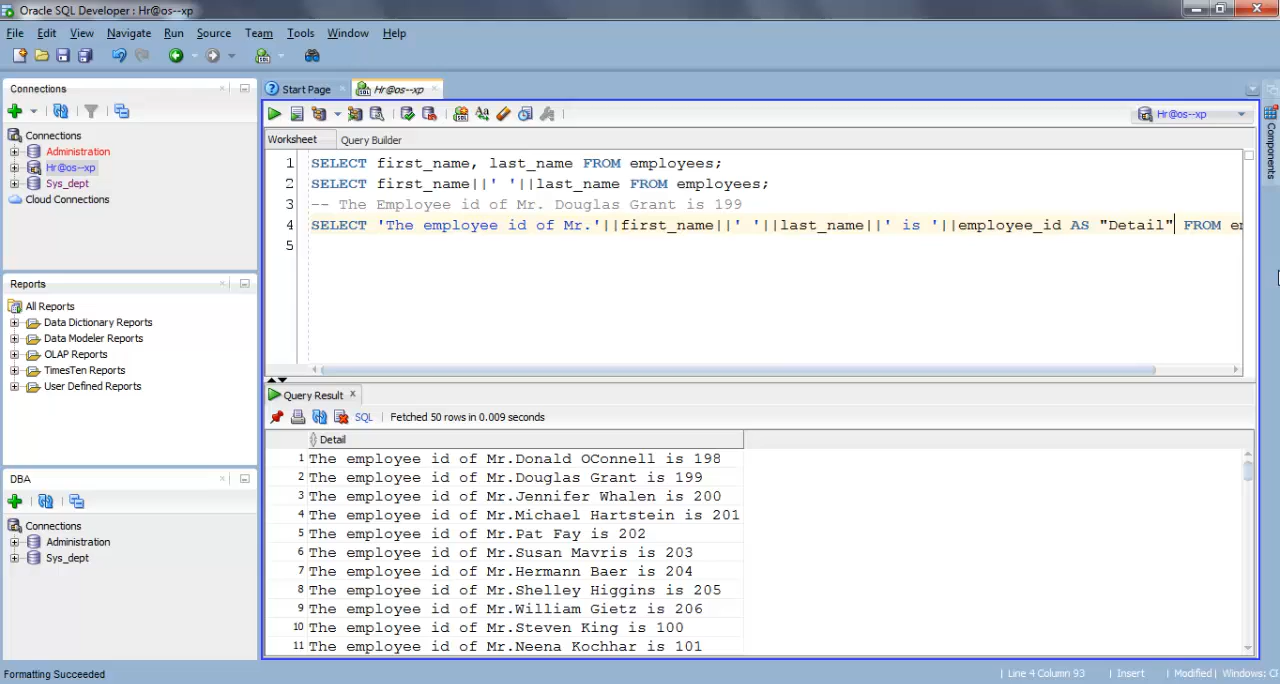 Oracle SQL Developer : Hr@os--xp
File Edit View Navigate Run Source Team Tools Window Help
Connections
Start Page
Hr@os--xp
Hr@os--xp
Components
Worksheet
Query Builder
Connections
Administration
Hr@os--xp
Sys_dept
Cloud Connections
1 SELECT first_name, last_name FROM employees;
2 SELECT first_name||' '||last_name FROM employees;
3 -- The Employee id of Mr. Douglas Grant is 199
4 SELECT 'The employee id of Mr.'||first_name||' '||last_name||' is '||employee_id AS "Detail" FROM em
5
Reports
All Reports
Data Dictionary Reports
Data Modeler Reports
OLAP Reports
TimesTen Reports
User Defined Reports
Query Result
SQL | Fetched 50 rows in 0.009 seconds
Detail
1 The employee id of Mr.Donald OConnell is 198
2 The employee id of Mr.Douglas Grant is 199
3 The employee id of Mr.Jennifer Whalen is 200
4 The employee id of Mr.Michael Hartstein is 201
5 The employee id of Mr.Pat Fay is 202
6 The employee id of Mr.Susan Mavris is 203
7 The employee id of Mr.Hermann Baer is 204
8 The employee id of Mr.Shelley Higgins is 205
9 The employee id of Mr.William Gietz is 206
10 The employee id of Mr.Steven King is 100
11 The employee id of Mr.Neena Kochhar is 101
DBA
Connections
Administration
Sys_dept
Formatting Succeeded
Line 4 Column 93 | Insert | Modified | Windows: C